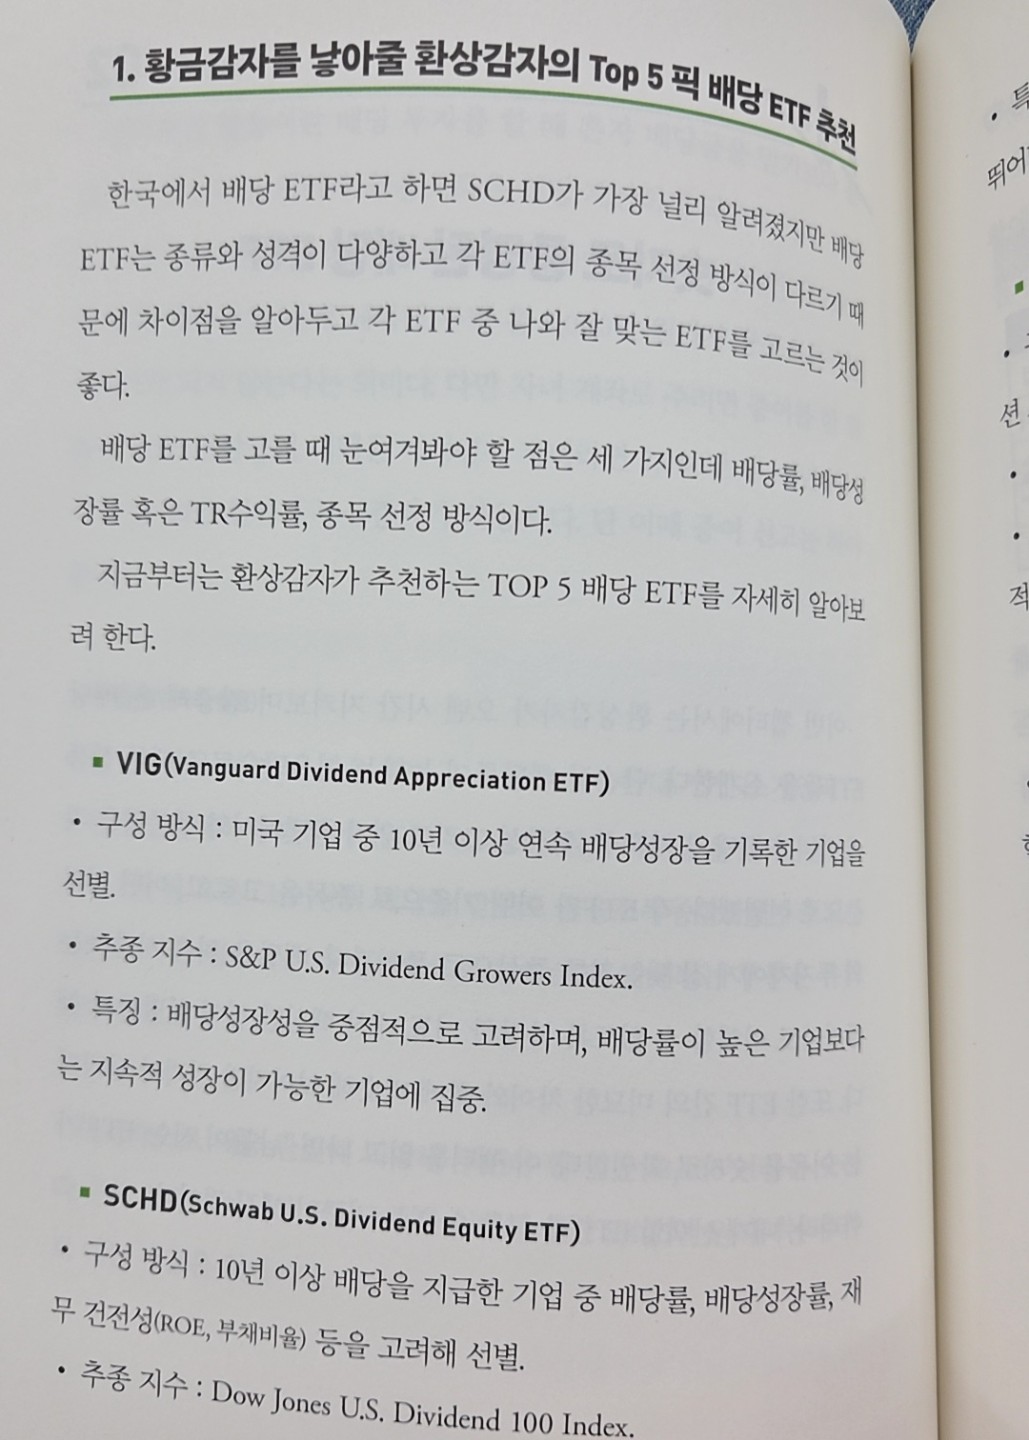 1. 황금감자를 낳아줄 환상감자의 Top 5 픽 배당 ETF 추천
한국에서 배당 ETF라고 하면 SCHD가 가장 널리 알려졌지만 배당
ETF는 종류와 성격이 다양하고 각 ETF의 종목 선정 방식이 다르기 때
문에 차이점을 알아두고 각 ETF 중 나와 잘 맞는 ETF를 고르는 것이
좋다.
배당 ETF를 고를 때 눈여겨봐야 할 점은 세 가지인데 배당률, 배당성
장률 혹은 TR수익률, 종목 선정 방식이다.
지금부터는 환상감자가 추천하는 TOP 5 배당 ETF를 자세히 알아보
려 한다.
▪ VIG(Vanguard Dividend Appreciation ETF)
• 구성 방식 : 미국 기업 중 10년 이상 연속 배당성장을 기록한 기업을
선별.
• 추종 지수 : S&P U.S. Dividend Growers Index.
• 특징 : 배당성장성을 중점적으로 고려하며, 배당률이 높은 기업보다
는 지속적 성장이 가능한 기업에 집중.
▪ SCHD(Schwab U.S. Dividend Equity ETF)
• 구성 방식 : 10년 이상 배당을 지급한 기업 중 배당률, 배당성장률, 재
무 건전성(ROE, 부채비율) 등을 고려해 선별.
• 추종 지수 : Dow Jones U.S. Dividend 100 Index.
• 특
뛰어
션
적